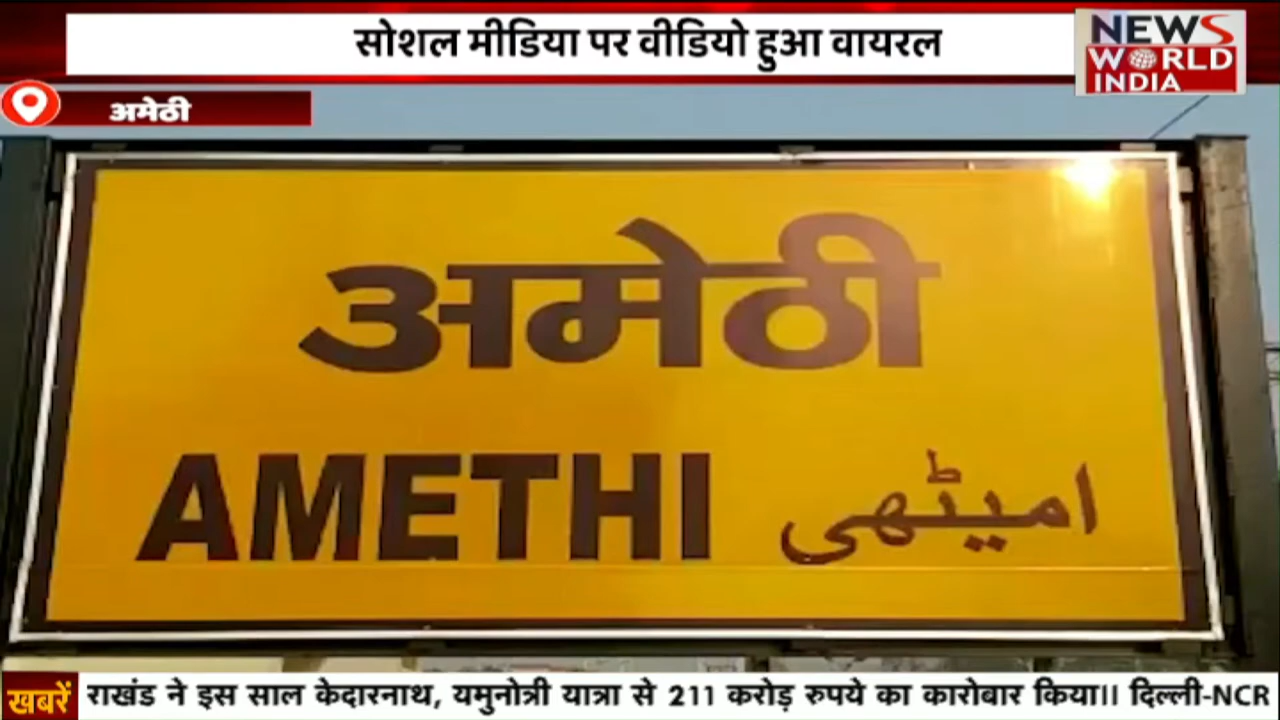 सोशल मीडिया पर वीडियो हुआ वायरल
NEWS
WORLD
INDIA
अमेठी
अमेठी
AMETHI امیٹھی
खबरें राखंड ने इस साल केदारनाथ, यमुनोत्री यात्रा से 211 करोड़ रुपये का कारोबार किया।। दिल्ली-NCR